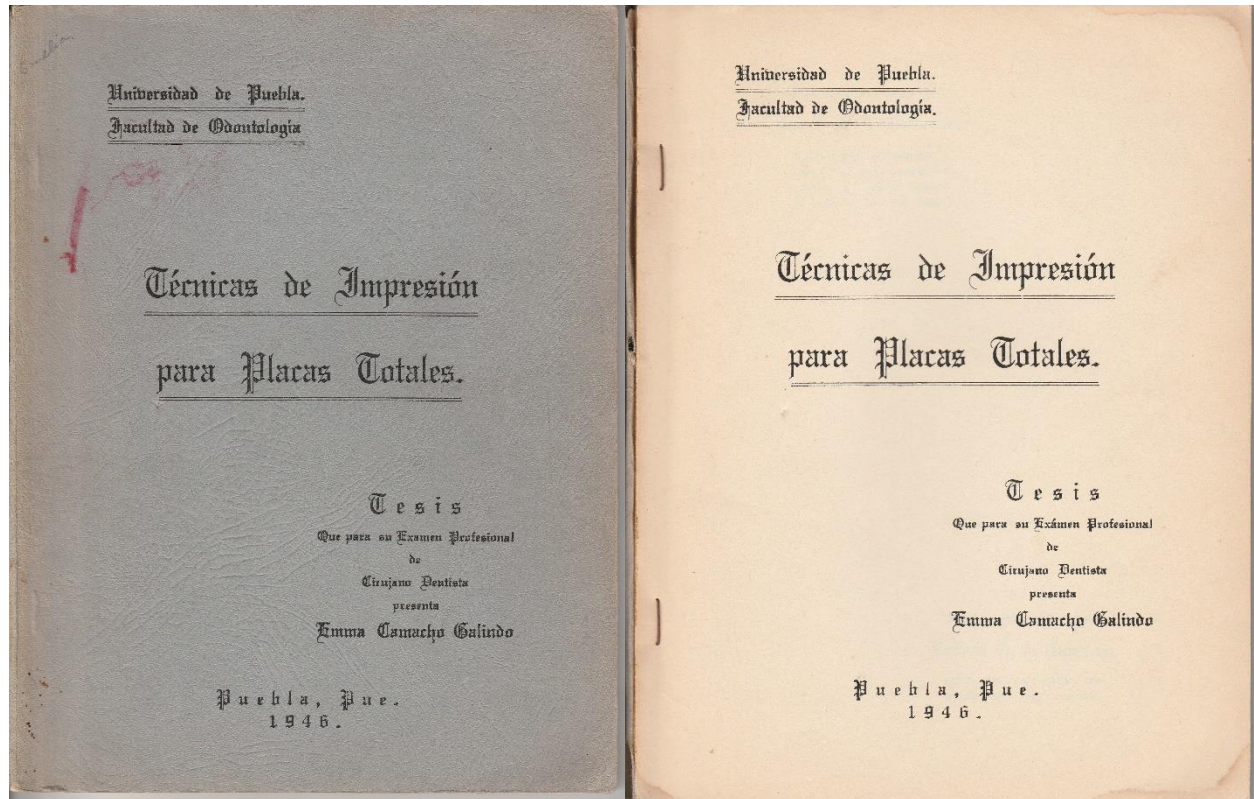 Universidad de Puebla.
Facultad de Odontología
Técnicas de Impresión
para Placas Totales.
Tesis
Que para su Examen Profesional
de
Cirujano Dentista
presenta
Emma Camacho Galindo
Puebla, Pue.
1946.
Universidad de Puebla.
Facultad de Odontología.
Técnicas de Impresión
para Placas Totales.
Tesis
Que para su Exámen Profesional
de
Cirujano Dentista
presenta
Emma Camacho Galindo
Puebla, Pue.
1946.